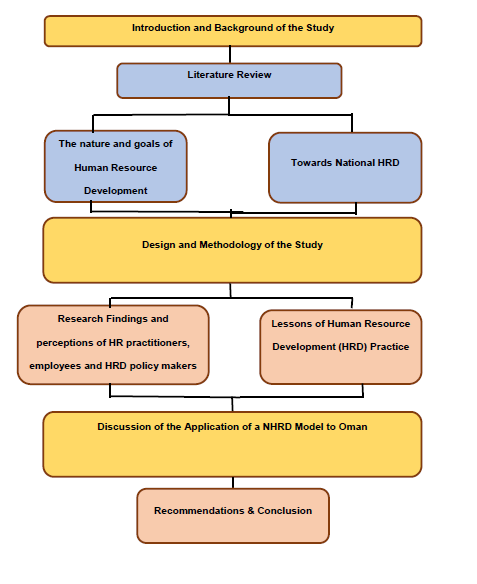 Introduction and Background of the Study
Literature Review
The nature and goals of
Human Resource
Development
Towards National HRD
Design and Methodology of the Study
Research Findings and
perceptions of HR practitioners,
employees and HRD policy makers
Lessons of Human Resource
Development (HRD) Practice
Discussion of the Application of a NHRD Model to Oman
Recommendations & Conclusion